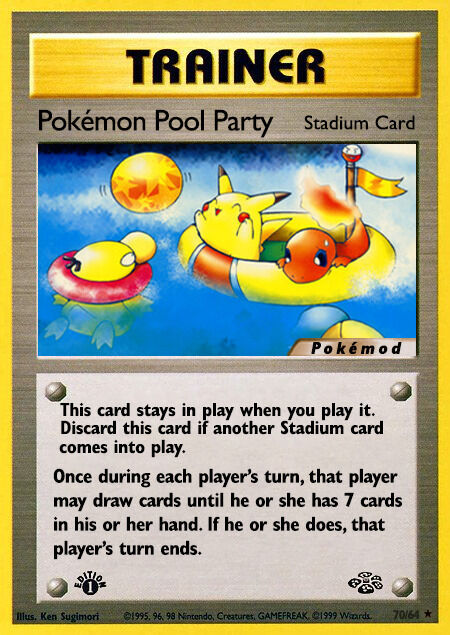 TRAINER
Pokémon Pool Party Stadium Card
Pokémod
This card stays in play when you play it.
Discard this card if another Stadium card
comes into play.
Once during each player's turn, that player
may draw cards until he or she has 7 cards
in his or her hand. If he or she does, that
player's turn ends.
EDITION
1
Illus. Ken Sugimori ©1995, 96, 98 Nintendo, Creatures, GAMEFREAK. ©1999 Wizards. 70/64 ★